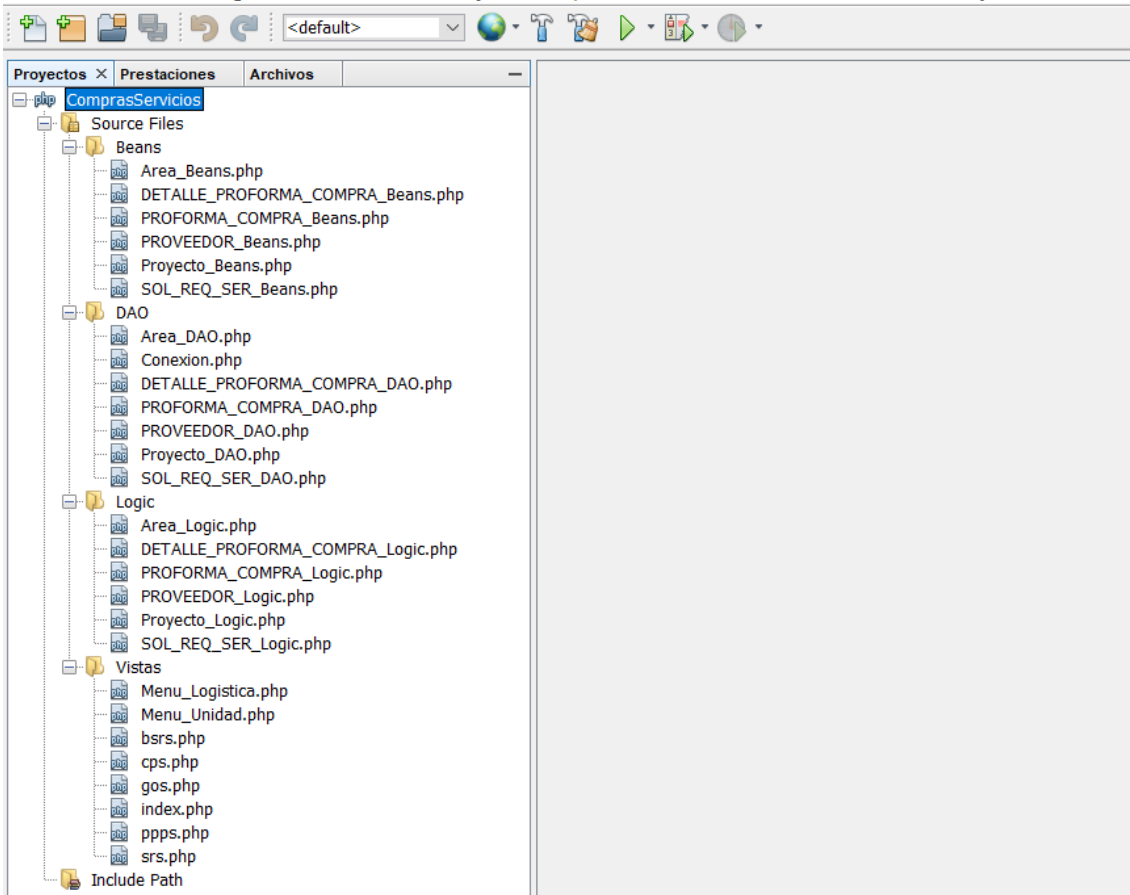 <default>
Proyectos × Prestaciones Archivos
ComprasServicios
Source Files
Beans
Area_Beans.php
DETALLE_PROFORMA_COMPRA_Beans.php
PROFORMA_COMPRA_Beans.php
PROVEEDOR_Beans.php
Proyecto_Beans.php
SOL_REQ_SER_Beans.php
DAO
Area_DAO.php
Conexion.php
DETALLE_PROFORMA_COMPRA_DAO.php
PROFORMA_COMPRA_DAO.php
PROVEEDOR_DAO.php
Proyecto_DAO.php
SOL_REQ_SER_DAO.php
Logic
Area_Logic.php
DETALLE_PROFORMA_COMPRA_Logic.php
PROFORMA_COMPRA_Logic.php
PROVEEDOR_Logic.php
Proyecto_Logic.php
SOL_REQ_SER_Logic.php
Vistas
Menu_Logistica.php
Menu_Unidad.php
bsrs.php
cps.php
gos.php
index.php
ppps.php
srs.php
Include Path